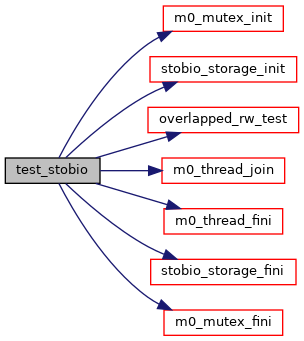 m0_mutex_init
stobio_storage_init
overlapped_rw_test
test_stobio
m0_thread_join
m0_thread_fini
stobio_storage_fini
m0_mutex_fini